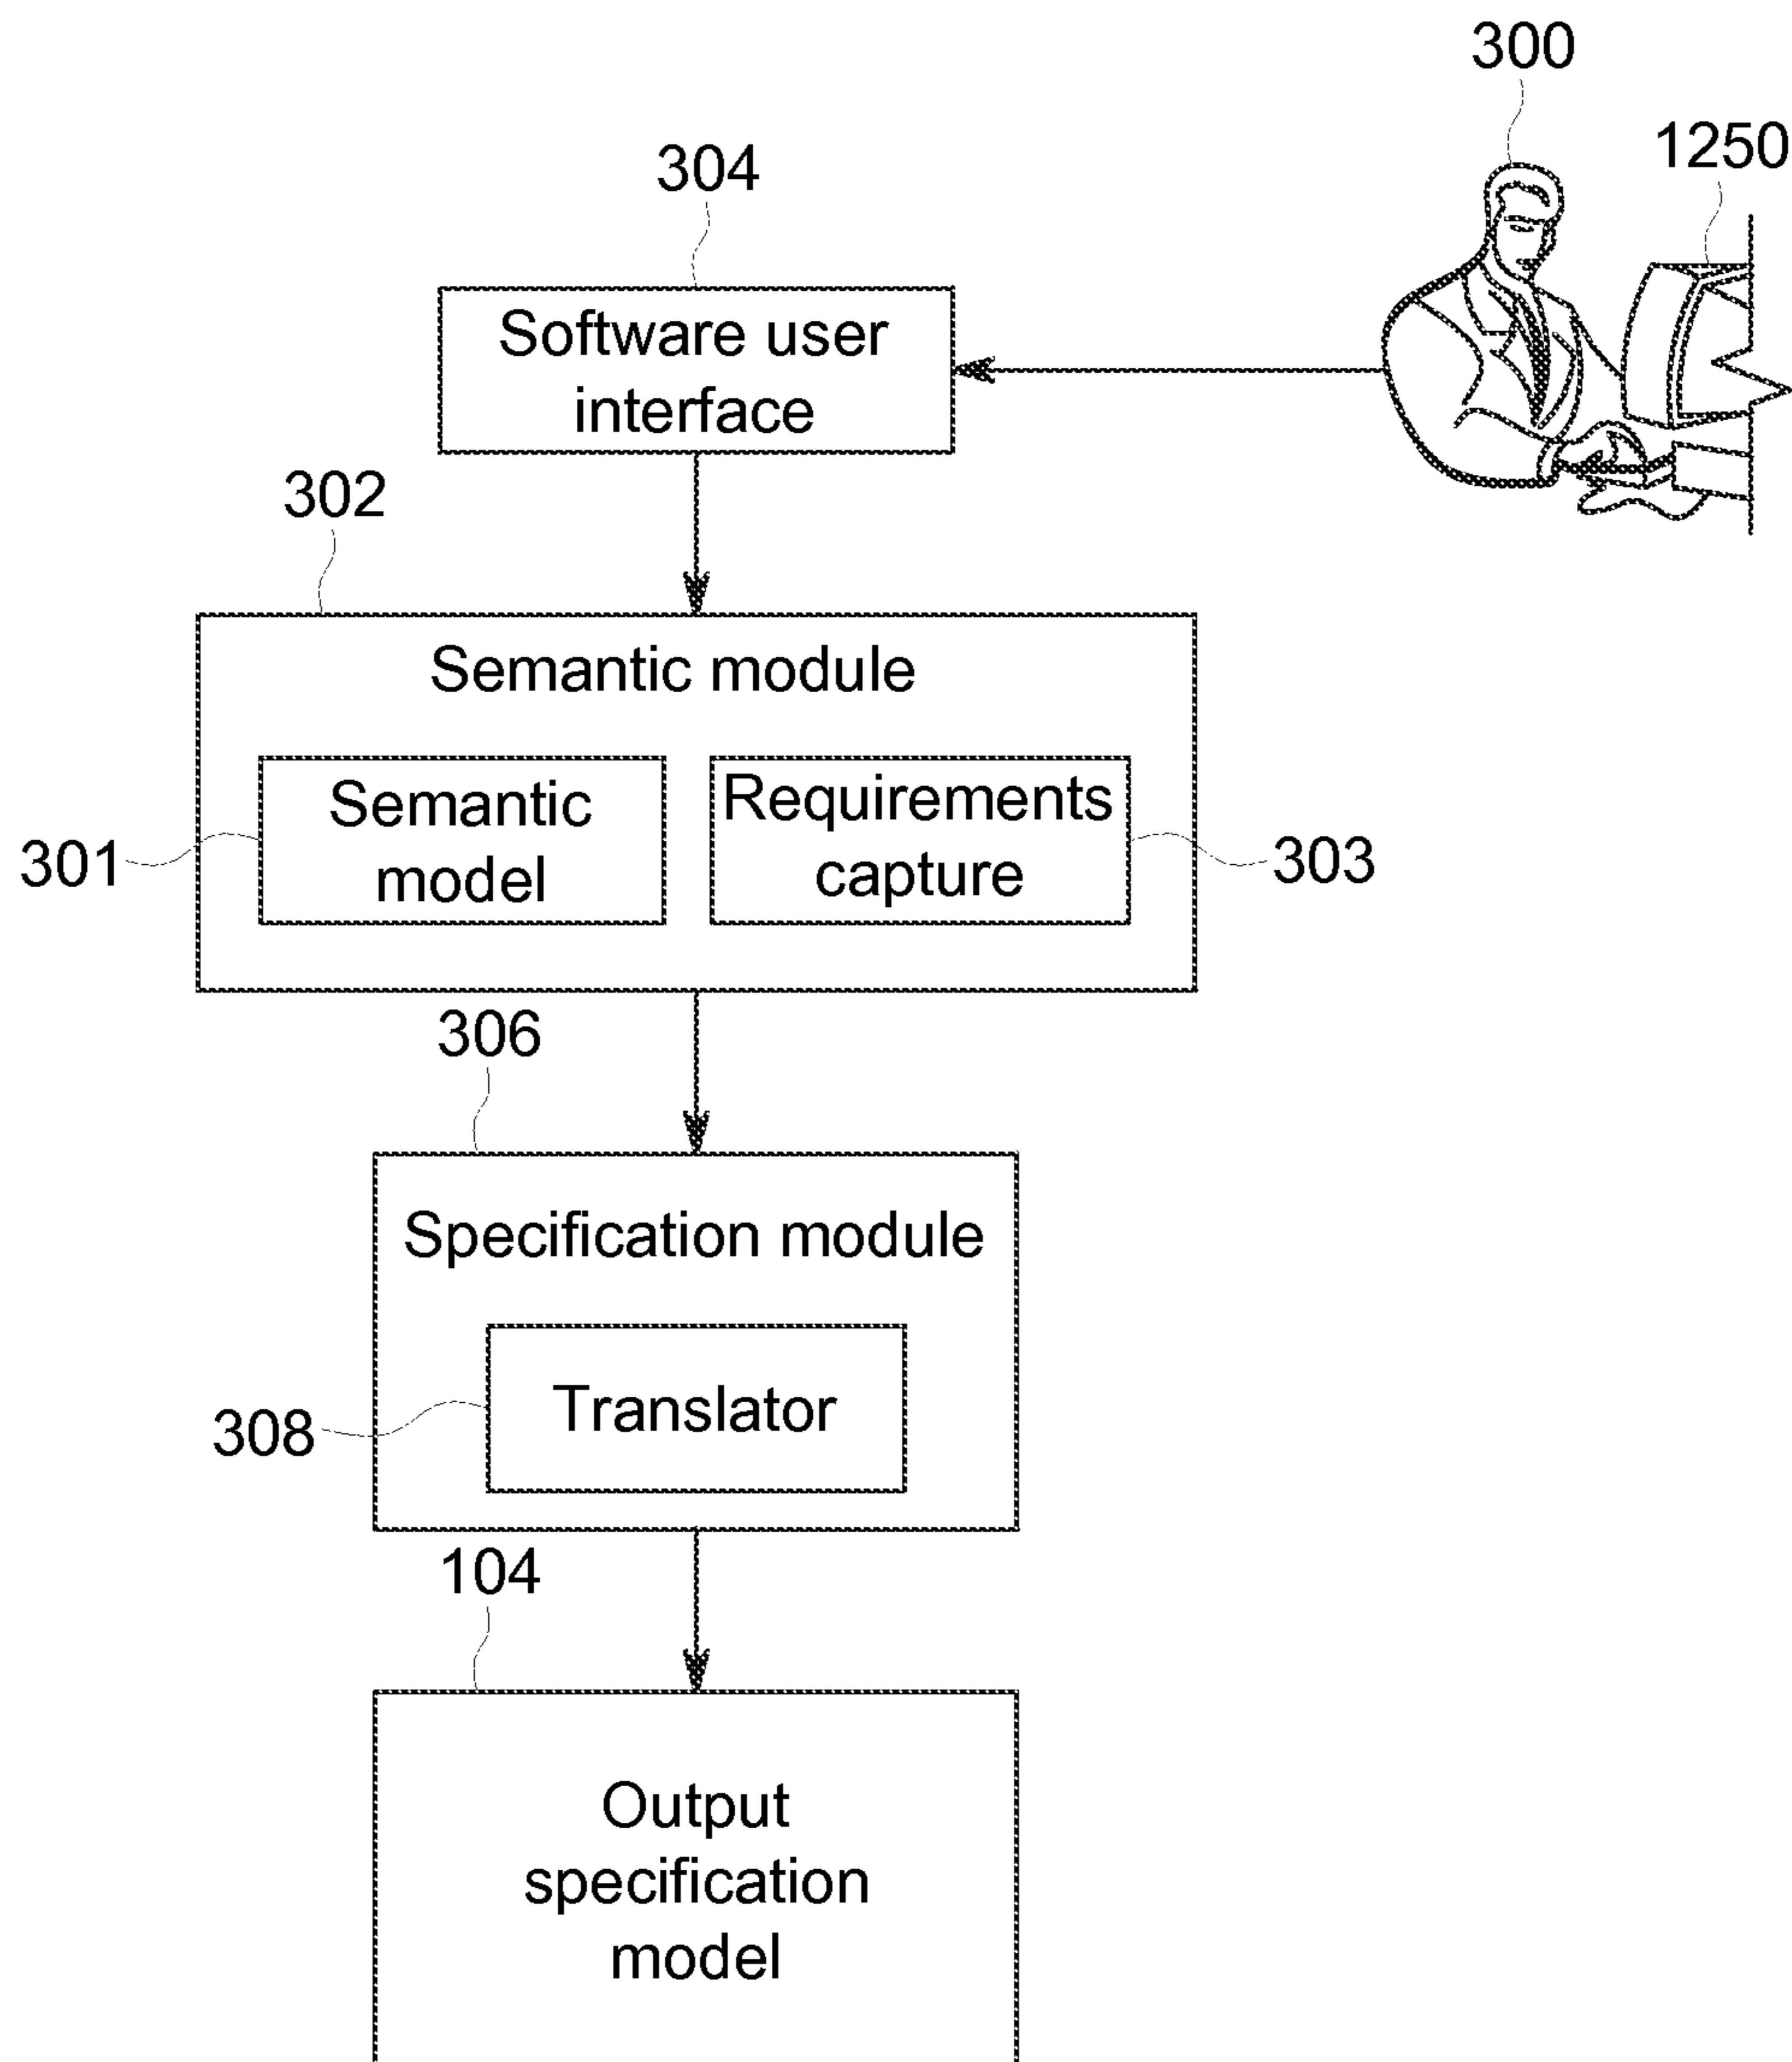 300
1250
304
Software user
interface
302
Semantic module
Semantic
model
Requirements
capture
301
303
306
Specification module
Translator
308
104
Output
specification
model